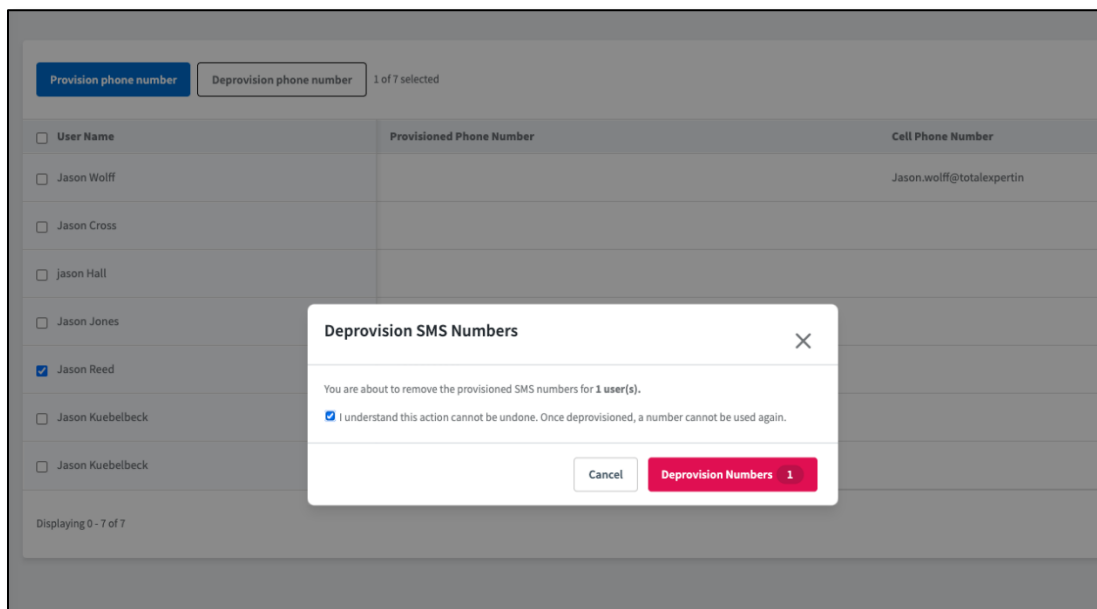 Provision phone number Deprovision phone number 1 of 7 selected
User Name Provisioned Phone Number Cell Phone Number
Jason Wolff Jason.wolff@totalexpertin
Jason Cross
jason Hall
Jason Jones
Deprovision SMS Numbers
Jason Reed
You are about to remove the provisioned SMS numbers for 1 user(s).
I understand this action cannot be undone. Once deprovisioned, a number cannot be used again.
Jason Kuebelbeck
Jason Kuebelbeck
Cancel Deprovision Numbers 1
Displaying 0 - 7 of 7